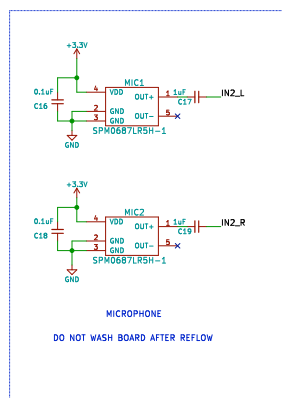 +3.3V
MIC1
0.1uF
C16
4 VDD
OUT+ 1
1uF
C17
IN2_L
2 GND
3 GND
OUT- 5
SPM0687LR5H-1
GND
+3.3V
MIC2
0.1uF
C18
4 VDD
OUT+ 1
1uF
C19
IN2_R
2 GND
3 GND
OUT- 5
SPM0687LR5H-1
GND
MICROPHONE
DO NOT WASH BOARD AFTER REFLOW